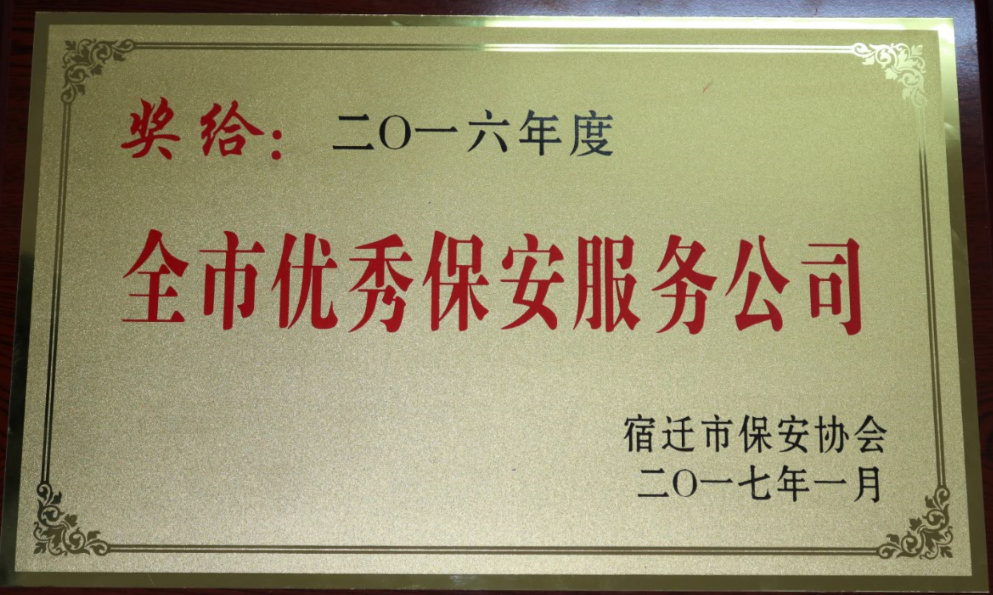 奖给：二〇一六年度
全市优秀保安服务公司
宿迁市保安协会
二〇一七年一月